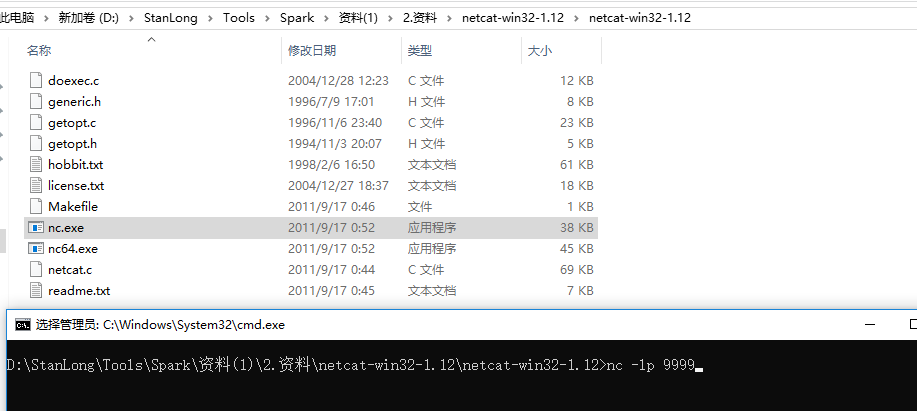 此电脑 > 新加卷 (D:) > StanLong > Tools > Spark > 资料(1) > 2.资料 > netcat-win32-1.12 > netcat-win32-1.12
名称 修改日期 类型 大小
doexec.c 2004/12/28 12:23 C 文件 12 KB
generic.h 1996/7/9 17:01 H 文件 8 KB
getopt.c 1996/11/6 23:40 C 文件 23 KB
getopt.h 1994/11/3 20:07 H 文件 5 KB
hobbit.txt 1998/2/6 16:50 文本文档 61 KB
license.txt 2004/12/27 18:37 文本文档 18 KB
Makefile 2011/9/17 0:46 文件 1 KB
nc.exe 2011/9/17 0:52 应用程序 38 KB
nc64.exe 2011/9/17 0:52 应用程序 45 KB
netcat.c 2011/9/17 0:44 C 文件 69 KB
readme.txt 2011/9/17 0:45 文本文档 7 KB
选择管理员: C:\Windows\System32\cmd.exe
D:\StanLong\Tools\Spark\资料(1)\2.资料\netcat-win32-1.12\netcat-win32-1.12>nc -lp 9999